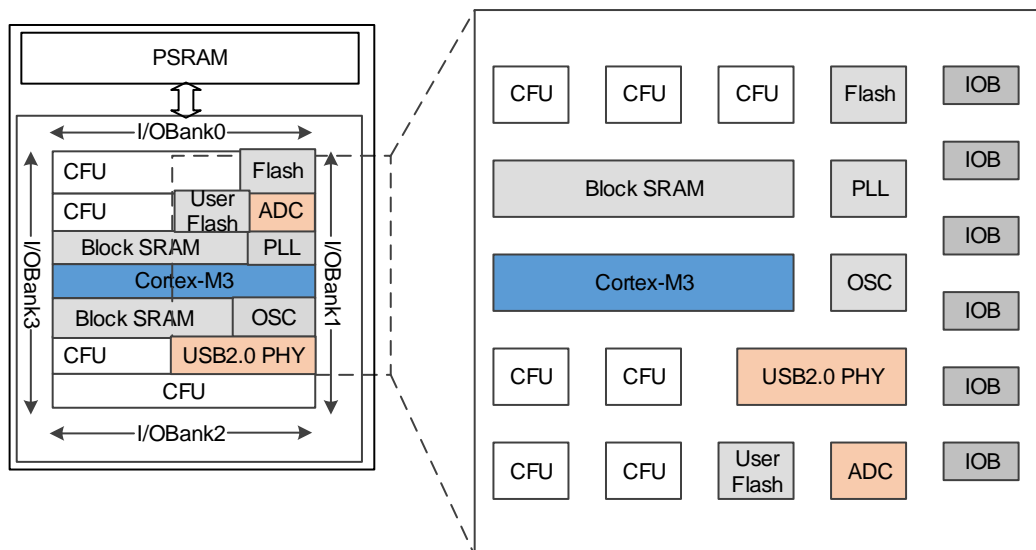 PSRAM
I/OBank0
CFU
Flash
CFU
User
Flash
ADC
Block SRAM
PLL
Cortex-M3
Block SRAM
OSC
CFU
USB2.0 PHY
CFU
I/OBank3
I/OBank1
I/OBank2
CFU
CFU
CFU
Flash
IOB
Block SRAM
PLL
IOB
Cortex-M3
OSC
IOB
IOB
CFU
CFU
USB2.0 PHY
IOB
CFU
CFU
User
Flash
ADC
IOB